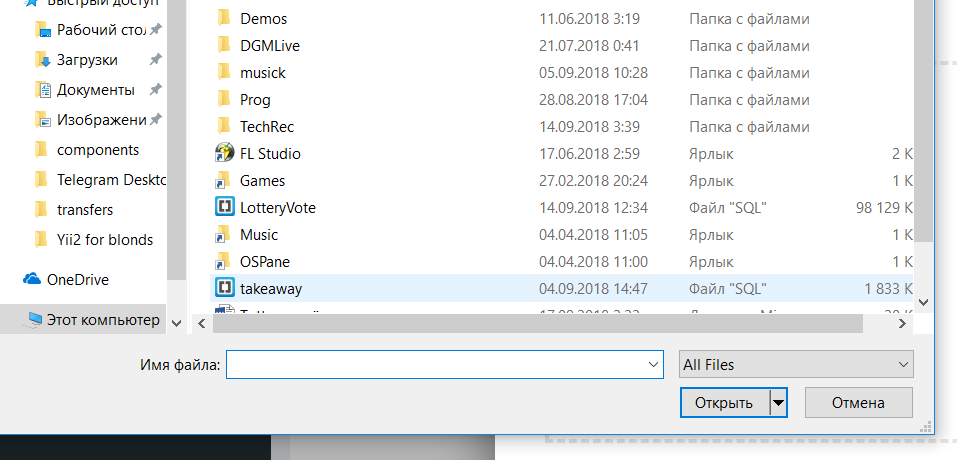 Быстрый доступ
Demos 11.06.2018 3:19 Папка с файлами
Рабочий стол
DGMLive 21.07.2018 0:41 Папка с файлами
Загрузки
musick 05.09.2018 10:28 Папка с файлами
Документы
Prog 28.08.2018 17:04 Папка с файлами
Изображени
TechRec 14.09.2018 3:39 Папка с файлами
components
FL Studio 17.06.2018 2:59 Ярлык 2 К
Telegram Deskto
Games 27.02.2018 20:24 Ярлык 1 К
transfers
LotteryVote 14.09.2018 12:34 Файл "SQL" 98 129 К
Yii2 for blonds
Music 04.04.2018 11:05 Ярлык 1 К
OSPane 04.04.2018 11:00 Ярлык 1 К
OneDrive
takeaway 04.09.2018 14:47 Файл "SQL" 1 833 К
Этот компьютер
Имя файла:
All Files
Открыть
Отмена